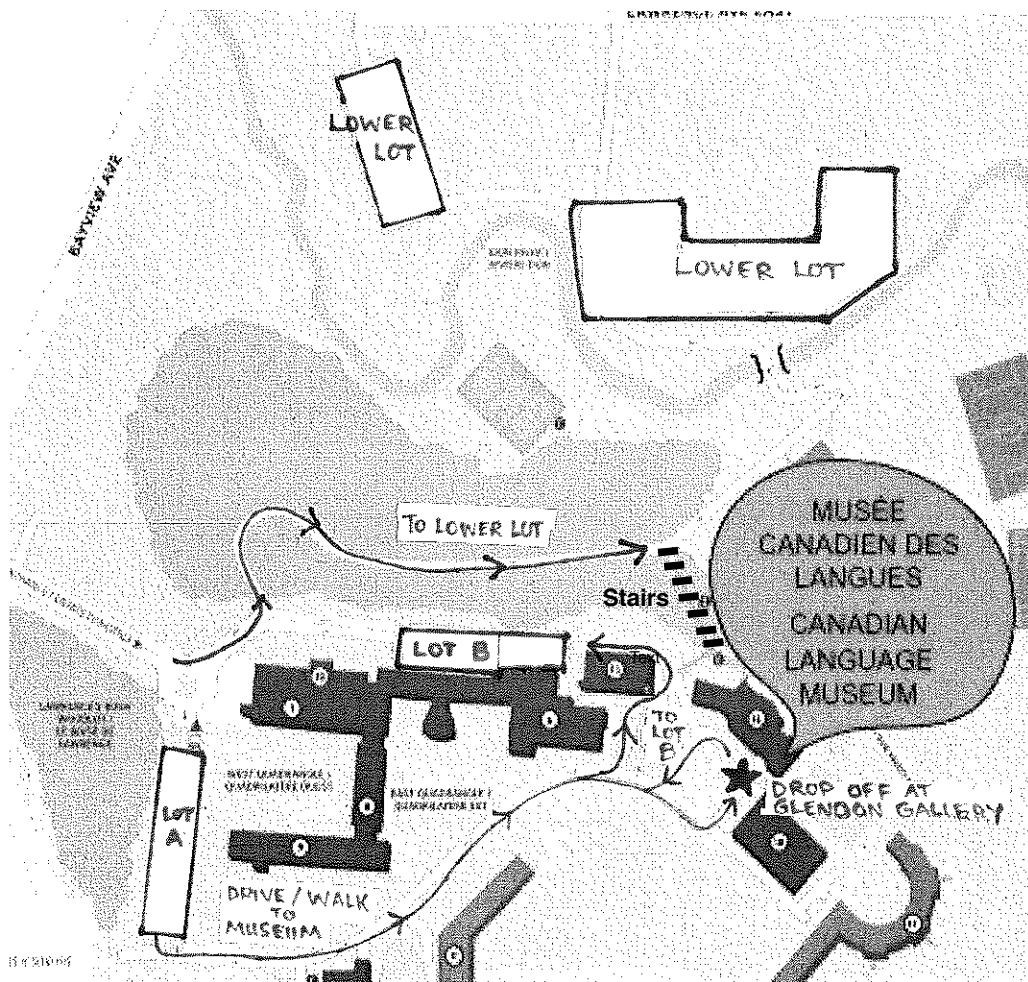 BAYVIEW AVE
LOWER
LOT
LOWER LOT
TO LOWER LOT
Stairs
MUSÉE
CANADIEN DES
LANGUES
CANADIAN
LANGUAGE
MUSEUM
LOT B
TO
LOT
B
DROP OFF AT
GLENDON GALLERY
LOT
A
DRIVE / WALK
TO
MUSEUM